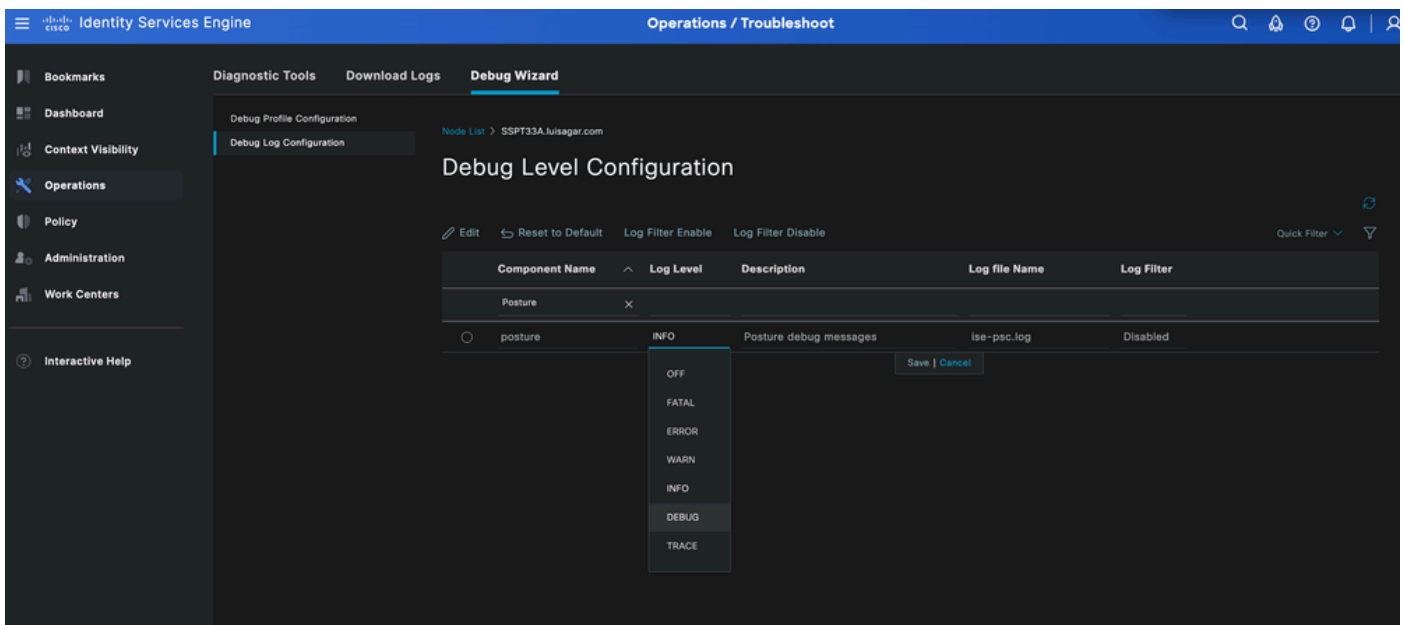 cisco Identity Services Engine
Operations / Troubleshoot
Bookmarks
Dashboard
Context Visibility
Operations
Policy
Administration
Work Centers
Interactive Help
Diagnostic Tools Download Logs Debug Wizard
Debug Profile Configuration
Debug Log Configuration
Node List > SSPT33A.luisagar.com
Debug Level Configuration
Edit Reset to Default Log Filter Enable Log Filter Disable
Quick Filter
Component Name Log Level Description Log file Name Log Filter
Posture
posture INFO Posture debug messages ise-psc.log Disabled
Save | Cancel
OFF
FATAL
ERROR
WARN
INFO
DEBUG
TRACE